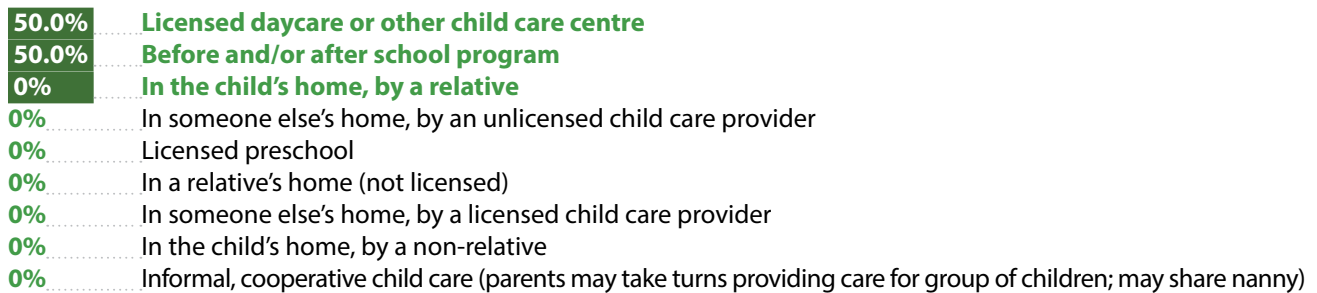 50.0% Licensed daycare or other child care centre
50.0% Before and/or after school program
0% In the child’s home, by a relative
0% In someone else’s home, by an unlicensed child care provider
0% Licensed preschool
0% In a relative’s home (not licensed)
0% In someone else’s home, by a licensed child care provider
0% In the child’s home, by a non-relative
0% Informal, cooperative child care (parents may take turns providing care for group of children; may share nanny)